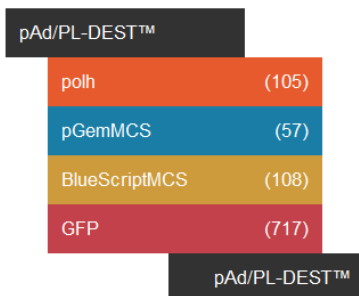 pAd/PL-DEST™
polh (105)
pGemMCS (57)
BlueScriptMCS (108)
GFP (717)
pAd/PL-DEST™